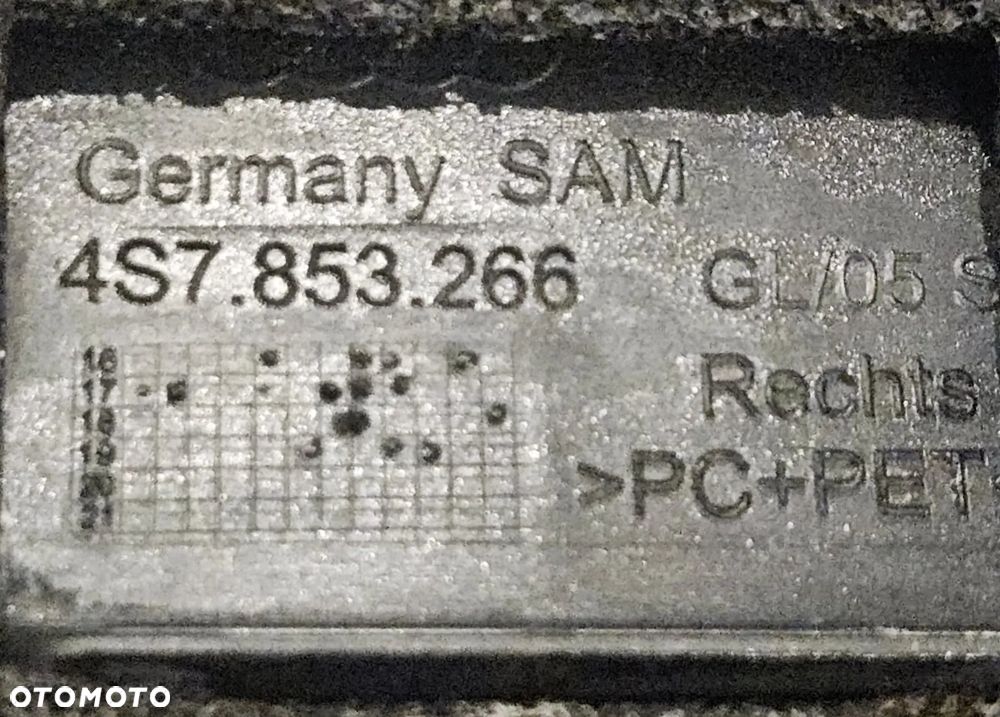 Germany SAM
4S7.853.266
GL/05 S
Rechts
>PC+PET
16
17
18
19
20
21
OTOMOTO